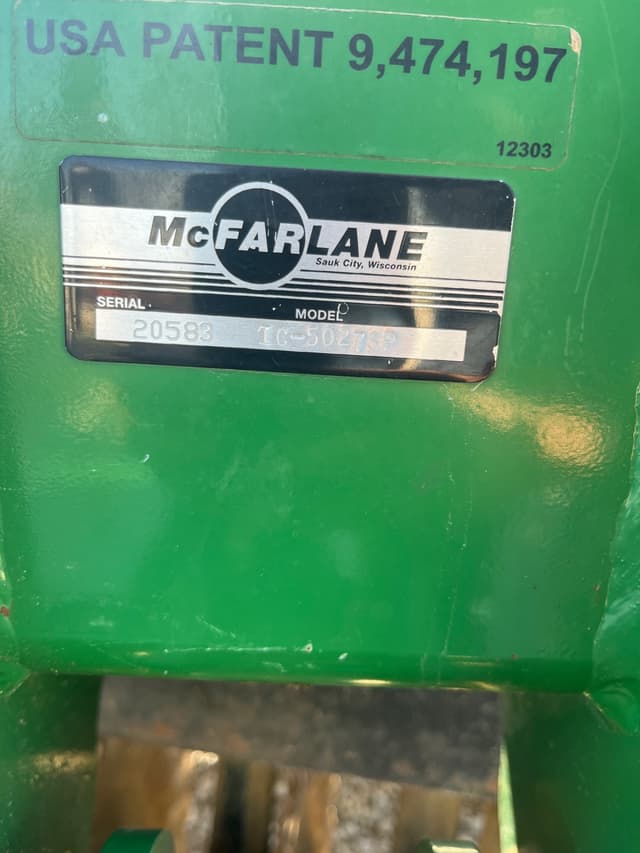 USA PATENT 9,474,197
12303
McFARLANE
Sauk City, Wisconsin
SERIAL
MODEL
20583